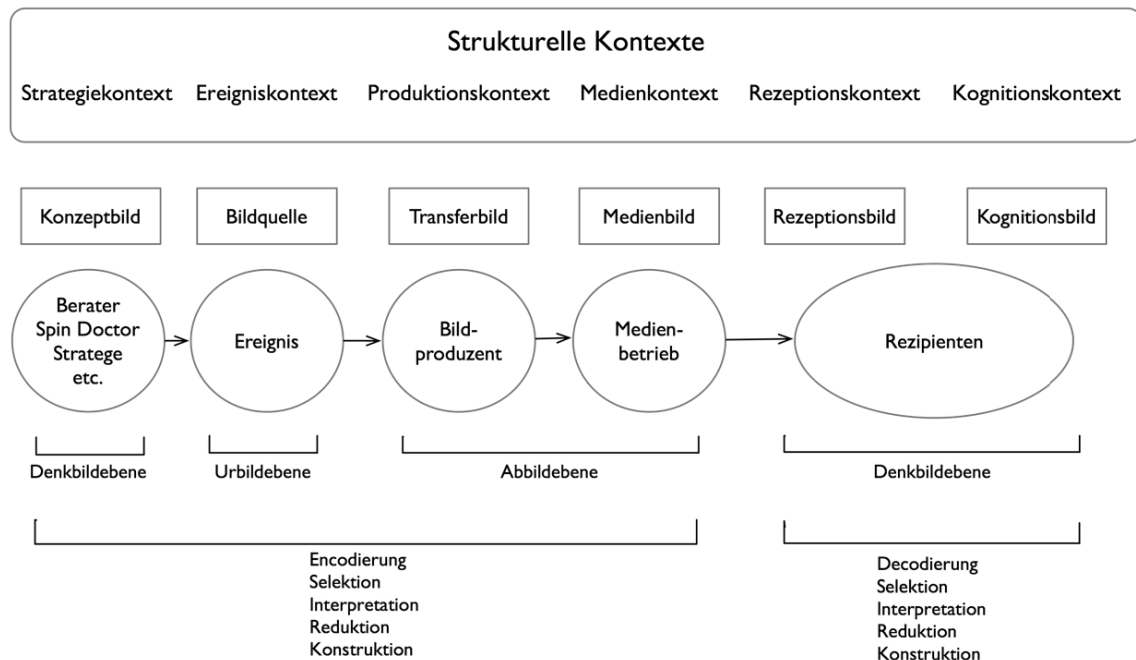 Strukturelle Kontexte
Strategiekontext Ereigniskontext Produktionskontext Medienkontext Rezeptionskontext Kognitionskontext
Konzeptbild Bildquelle Transferbild Medienbild Rezeptionsbild Kognitionsbild
Berater
Spin Doctor
Stratege
etc.
Ereignis
Bild-
produzent
Medien-
betrieb
Rezipienten
Denkbildebene Urbildebene Abbildebene Denkbildebene
Encodierung
Selektion
Interpretation
Reduktion
Konstruktion
Decodierung
Selektion
Interpretation
Reduktion
Konstruktion